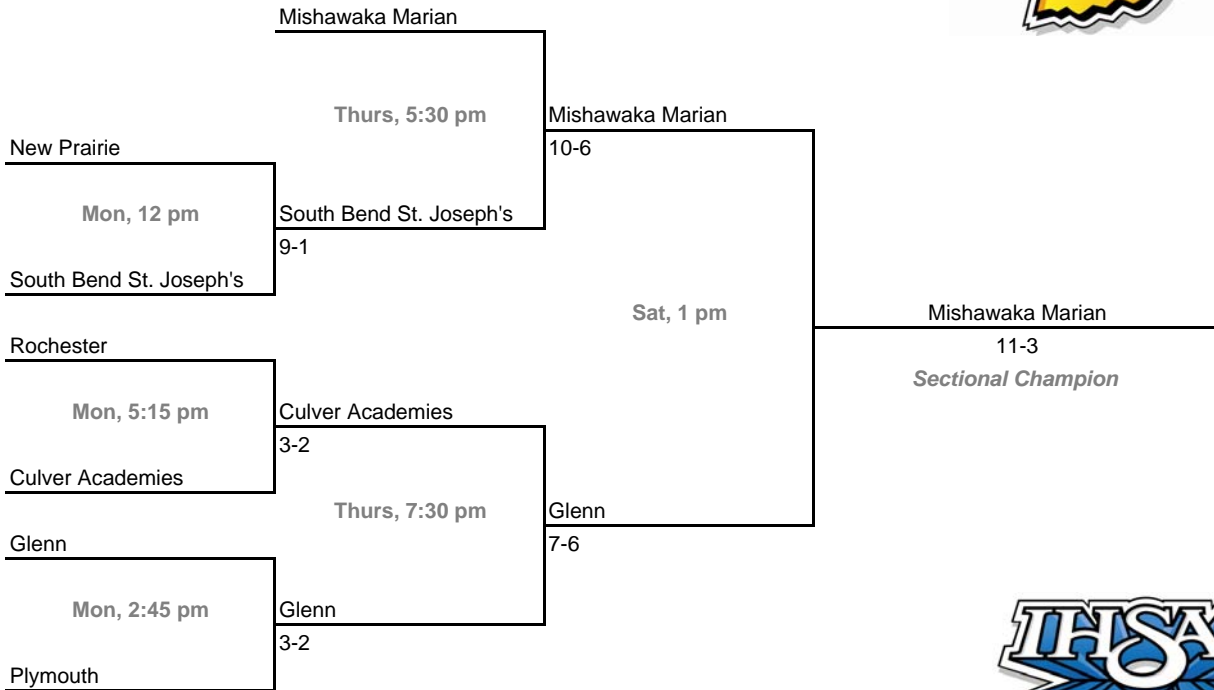 Mishawaka Marian
Thurs, 5:30 pm
Mishawaka Marian
New Prairie
10-6
Mon, 12 pm
South Bend St. Joseph's
9-1
South Bend St. Joseph's
Sat, 1 pm
Mishawaka Marian
Rochester
11-3
Sectional Champion
Mon, 5:15 pm
Culver Academies
3-2
Culver Academies
Thurs, 7:30 pm
Glenn
Glenn
7-6
Mon, 2:45 pm
Glenn
3-2
Plymouth
IHSA